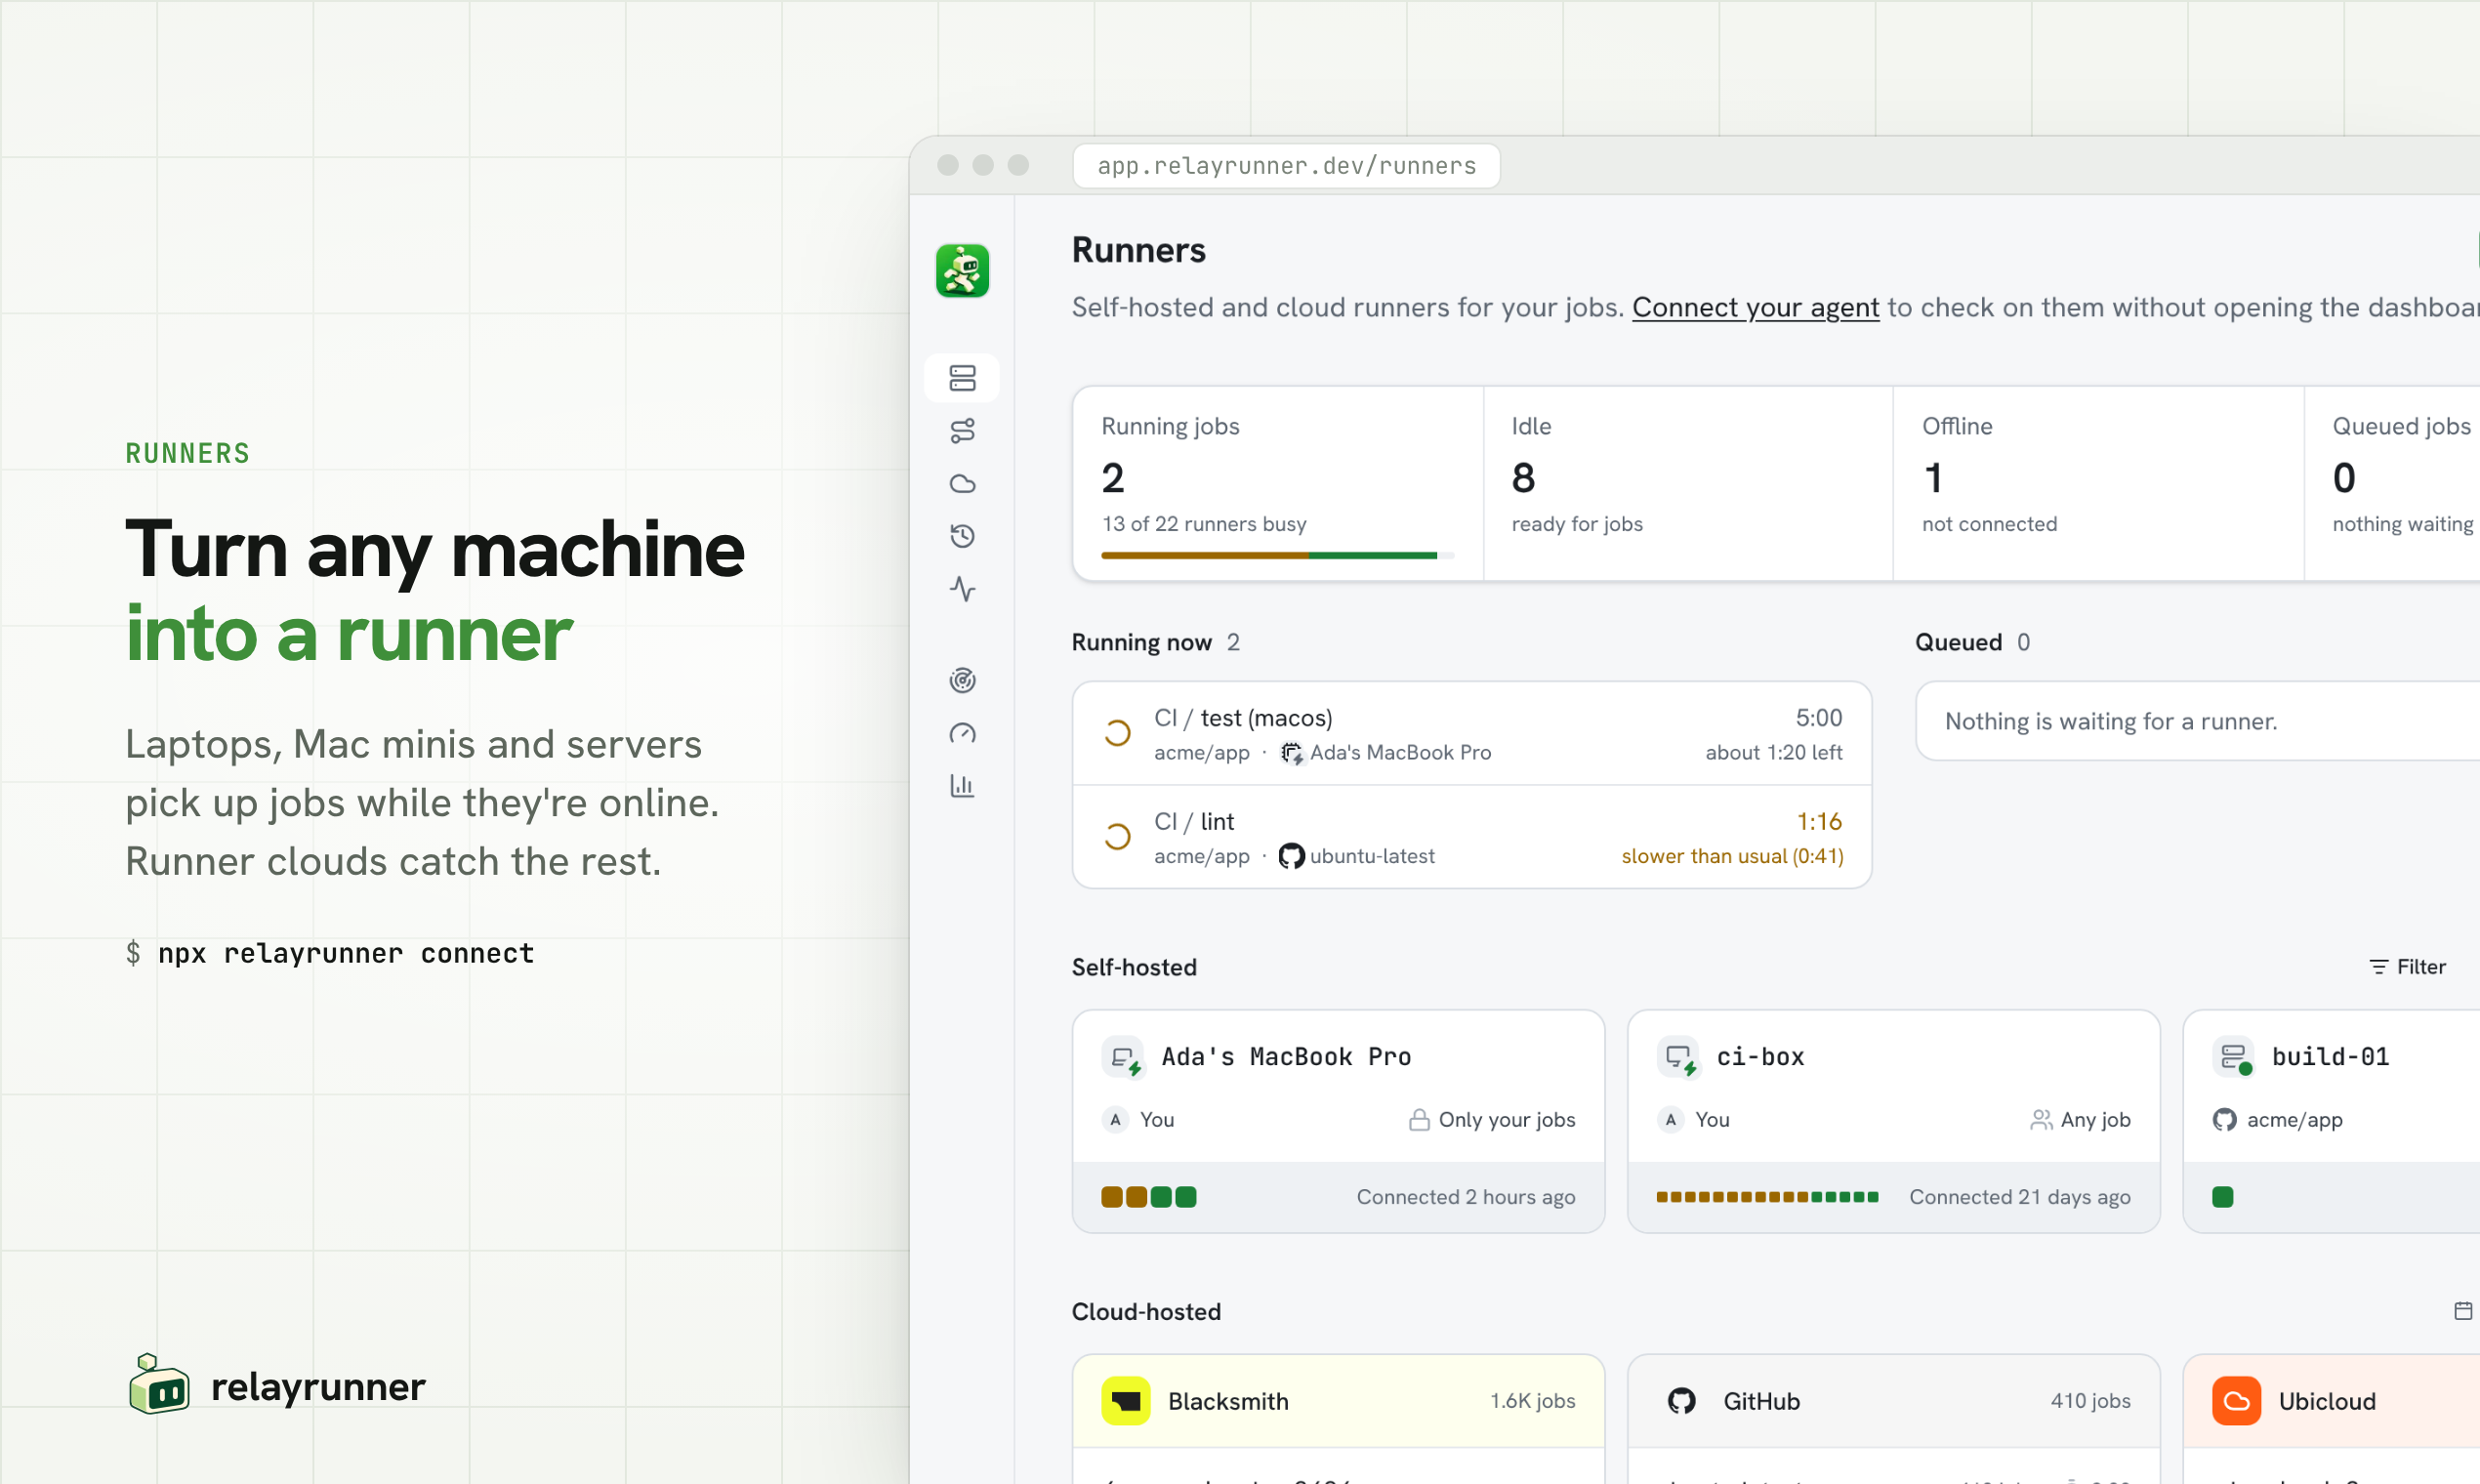 RUNNERS
Turn any machine
into a runner
Laptops, Mac minis and servers
pick up jobs while they're online.
Runner clouds catch the rest.
$ npx relayrunner connect
relayrunner
app.relayrunner.dev/runners
Runners
Self-hosted and cloud runners for your jobs. Connect your agent to check on them without opening the
Running jobs
2
13 of 22 runners busy
Idle
8
ready for jobs
Offline
1
not connected
Queued jobs
0
nothing waiting
Running now 2
CI / test (macos)
5:00
acme/app · Ada's MacBook Pro
about 1:20 left
CI / lint
1:16
acme/app · ubuntu-latest
slower than usual (0:41)
Queued 0
Nothing is waiting for a runner.
Self-hosted
Filter
Ada's MacBook Pro
A You
Only your jobs
Connected 2 hours ago
ci-box
A You
Any job
Connected 21 days ago
build-01
acme/app
Cloud-hosted
Blacksmith
1.6K jobs
GitHub
410 jobs
Ubicloud